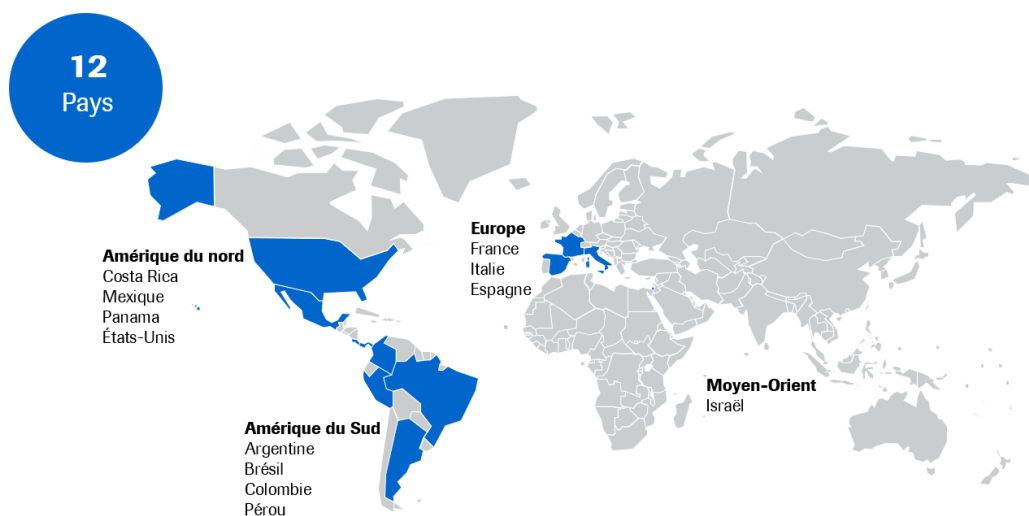 12
Pays
Amérique du nord
Costa Rica
Mexique
Panama
États-Unis
Amérique du Sud
Argentine
Brésil
Colombie
Pérou
Europe
France
Italie
Espagne
Moyen-Orient
Israël